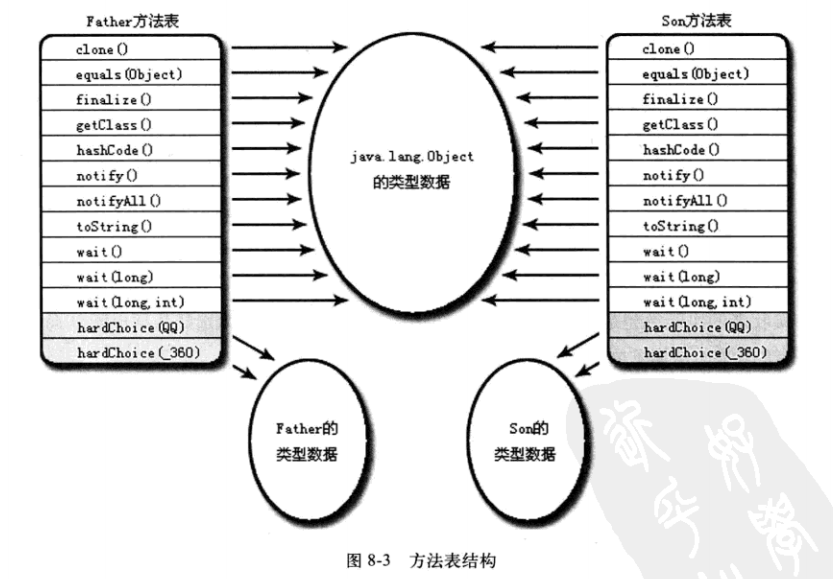 Father方法表
clone()
equals(Object)
finalize()
getClass()
hashCode()
notify()
notifyAll()
toString()
wait()
wait(long)
wait(long,int)
hardChoice(QQ)
hardChoice(_360)
java.lang.Object
的类型数据
Father的
类型数据
Son的
类型数据
Son方法表
clone()
equals(Object)
finalize()
getClass()
hashCode()
notify()
notifyAll()
toString()
wait()
wait(long)
wait(long,int)
hardChoice(QQ)
hardChoice(_360)
图 8-3 方法表结构